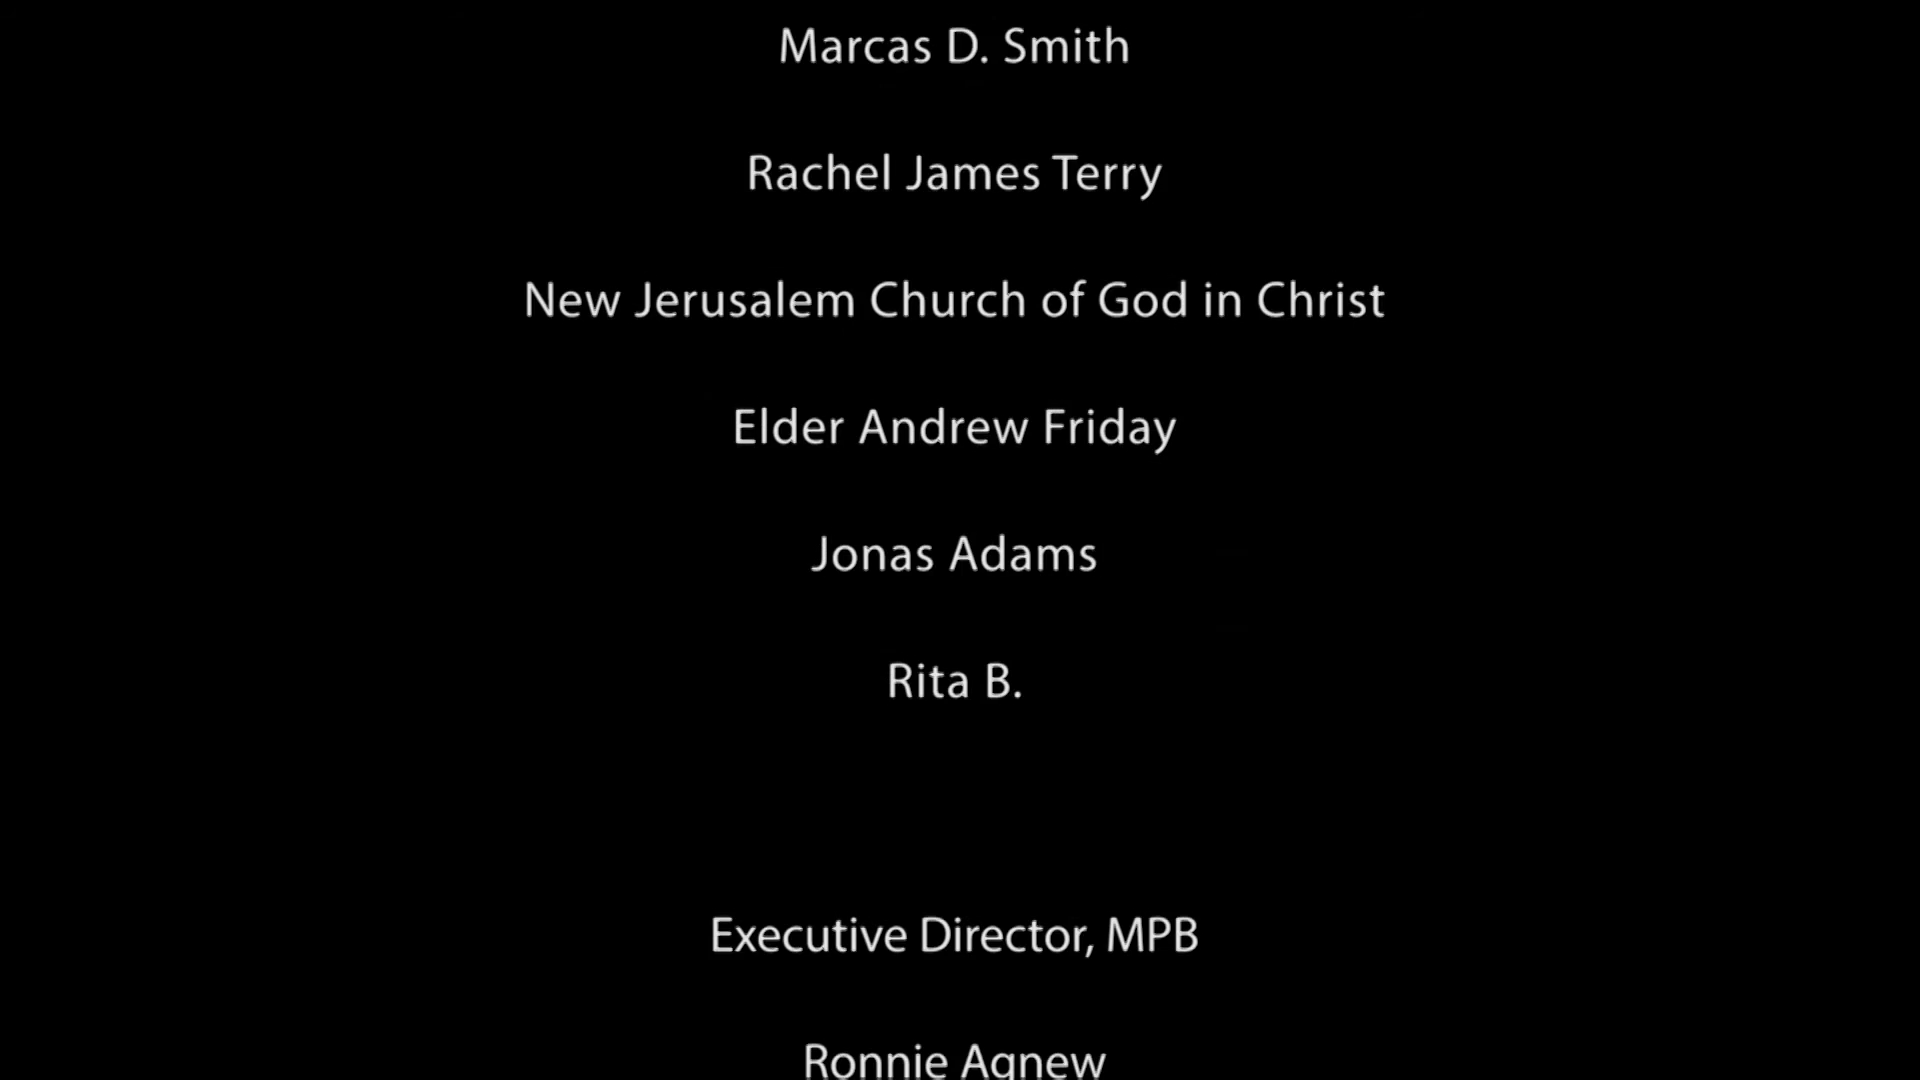 Marcas D. Smith
Rachel James Terry
New Jerusalem Church of God in Christ
Elder Andrew Friday
Jonas Adams
Rita B.
Executive Director, MPB
Ronnie Agnew